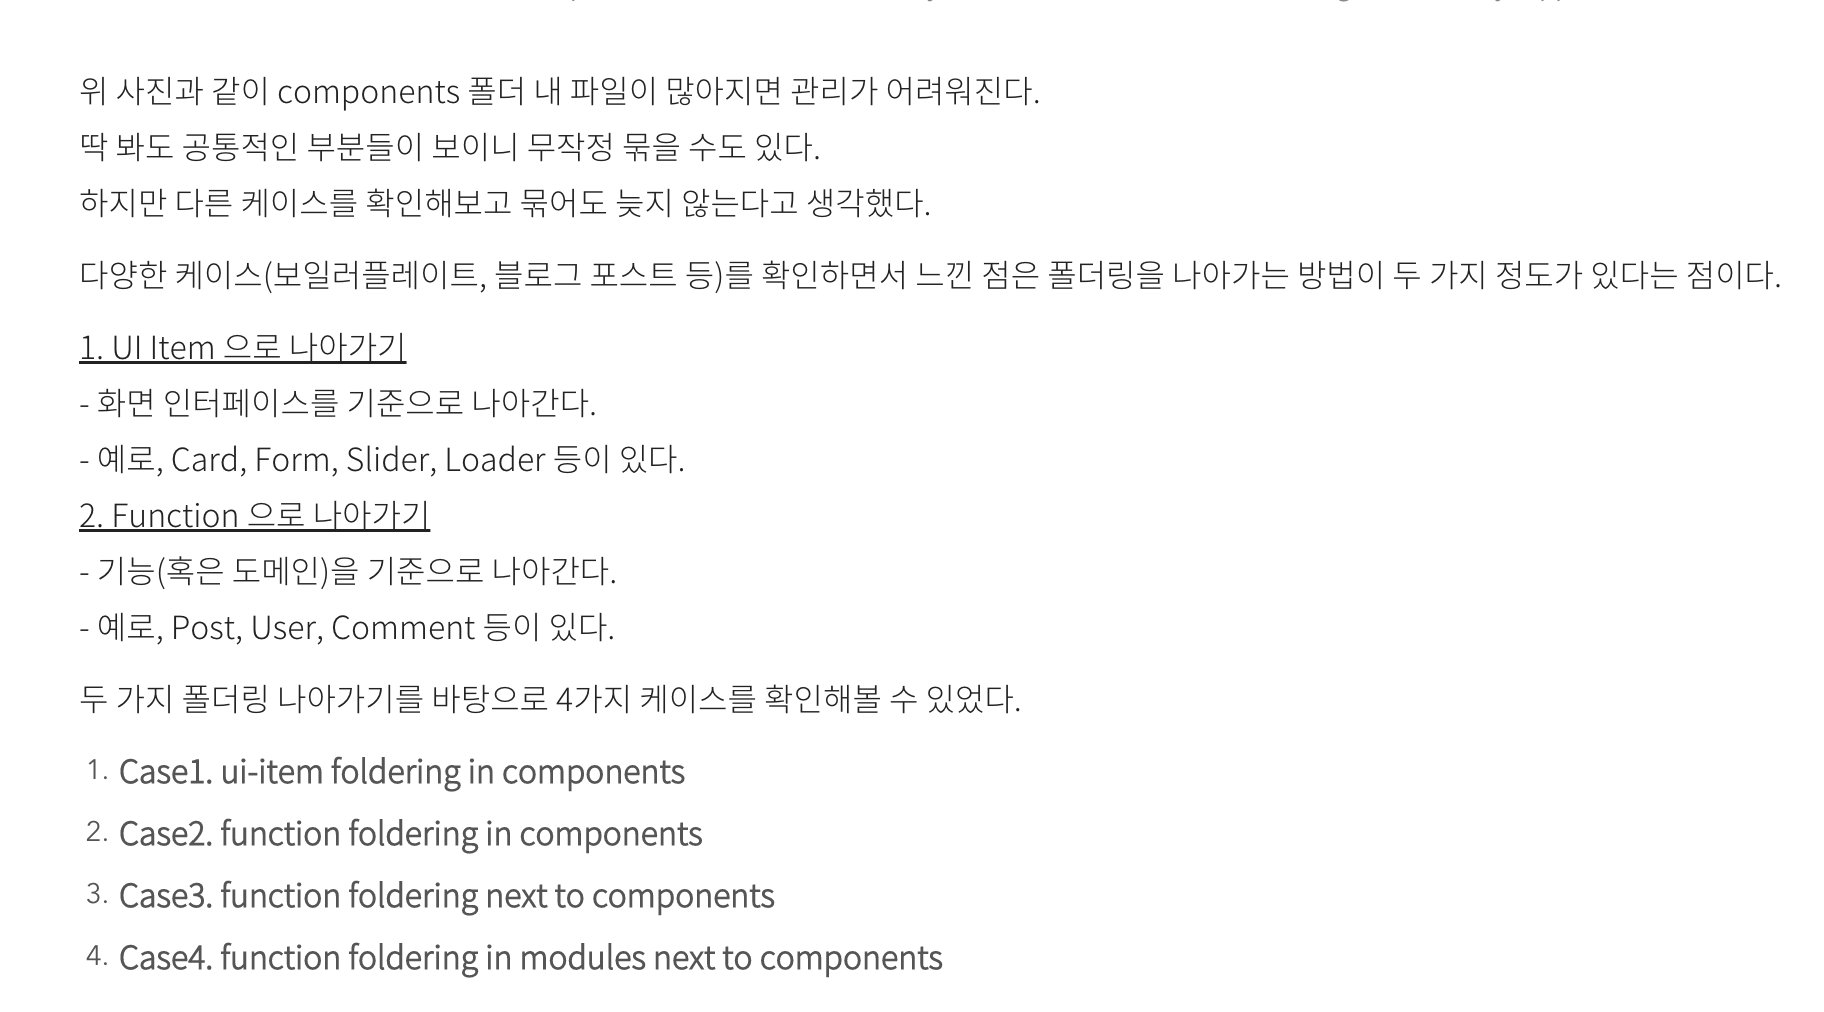 위 사진과 같이 components 폴더 내 파일이 많아지면 관리가 어려워진다.
딱 봐도 공통적인 부분들이 보이니 무작정 묶을 수도 있다.
하지만 다른 케이스를 확인해보고 묶어도 늦지 않는다고 생각했다.
다양한 케이스(보일러플레이트, 블로그 포스트 등)를 확인하면서 느낀 점은 폴더링을 나아가는 방법이 두 가지 정도가 있다는 점이다.
1. UI Item 으로 나아가기
- 화면 인터페이스를 기준으로 나아간다.
- 예로, Card, Form, Slider, Loader 등이 있다.
2. Function 으로 나아가기
- 기능(혹은 도메인)을 기준으로 나아간다.
- 예로, Post, User, Comment 등이 있다.
두 가지 폴더링 나아가기를 바탕으로 4가지 케이스를 확인해볼 수 있었다.
1. Case1. ui-item foldering in components
2. Case2. function foldering in components
3. Case3. function foldering next to components
4. Case4. function foldering in modules next to components